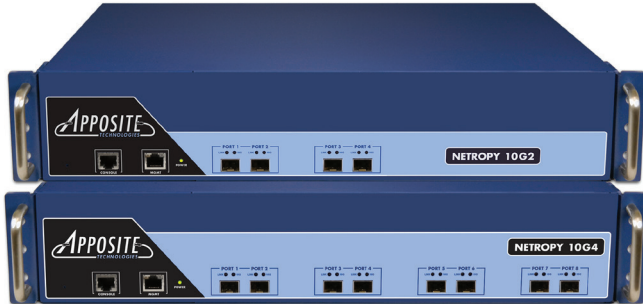 APPOSITE
TECHNOLOGIES
CONSOLE
MGMT
POWER
PORT 1 PORT 2
PORT 3 PORT 4
NETROPY 10G2
APPOSITE
TECHNOLOGIES
CONSOLE
MGMT
POWER
PORT 1 PORT 2
PORT 3 PORT 4
PORT 5 PORT 6
PORT 7 PORT 8
NETROPY 10G4